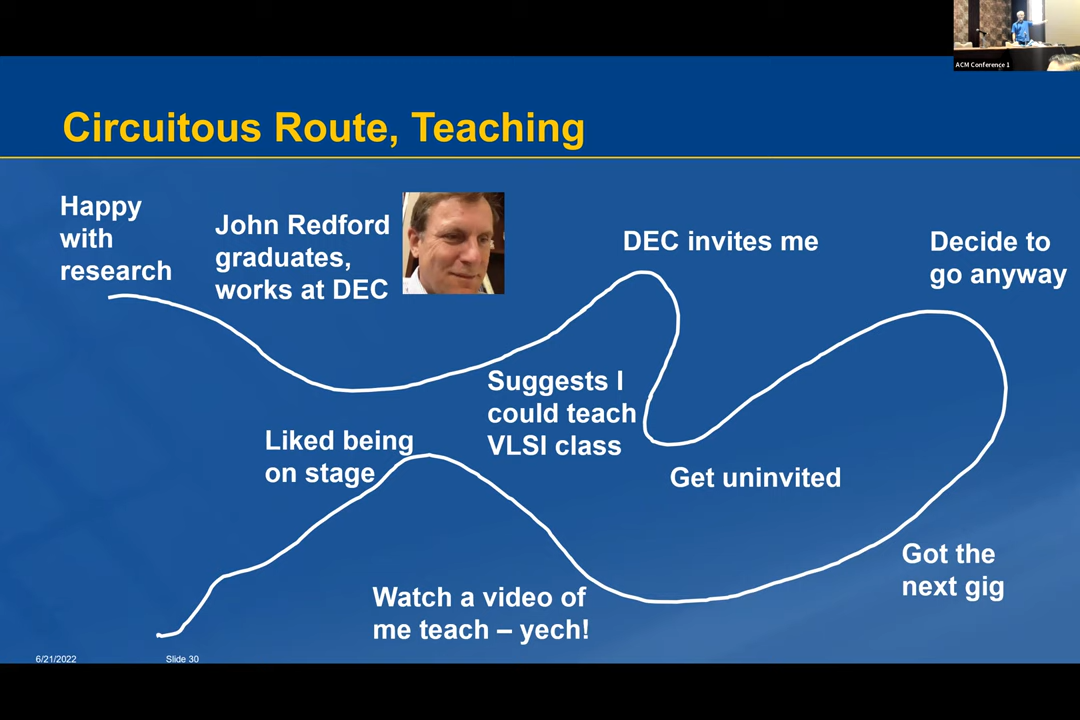 ACM Conference 1
Circuitous Route, Teaching
Happy
with
research
John Redford
graduates,
works at DEC
Suggests I
could teach
VLSI class
DEC invites me
Get uninvited
Decide to
go anyway
Got the
next gig
Watch a video of
me teach – yech!
Liked being
on stage
6/21/2022
Slide 30